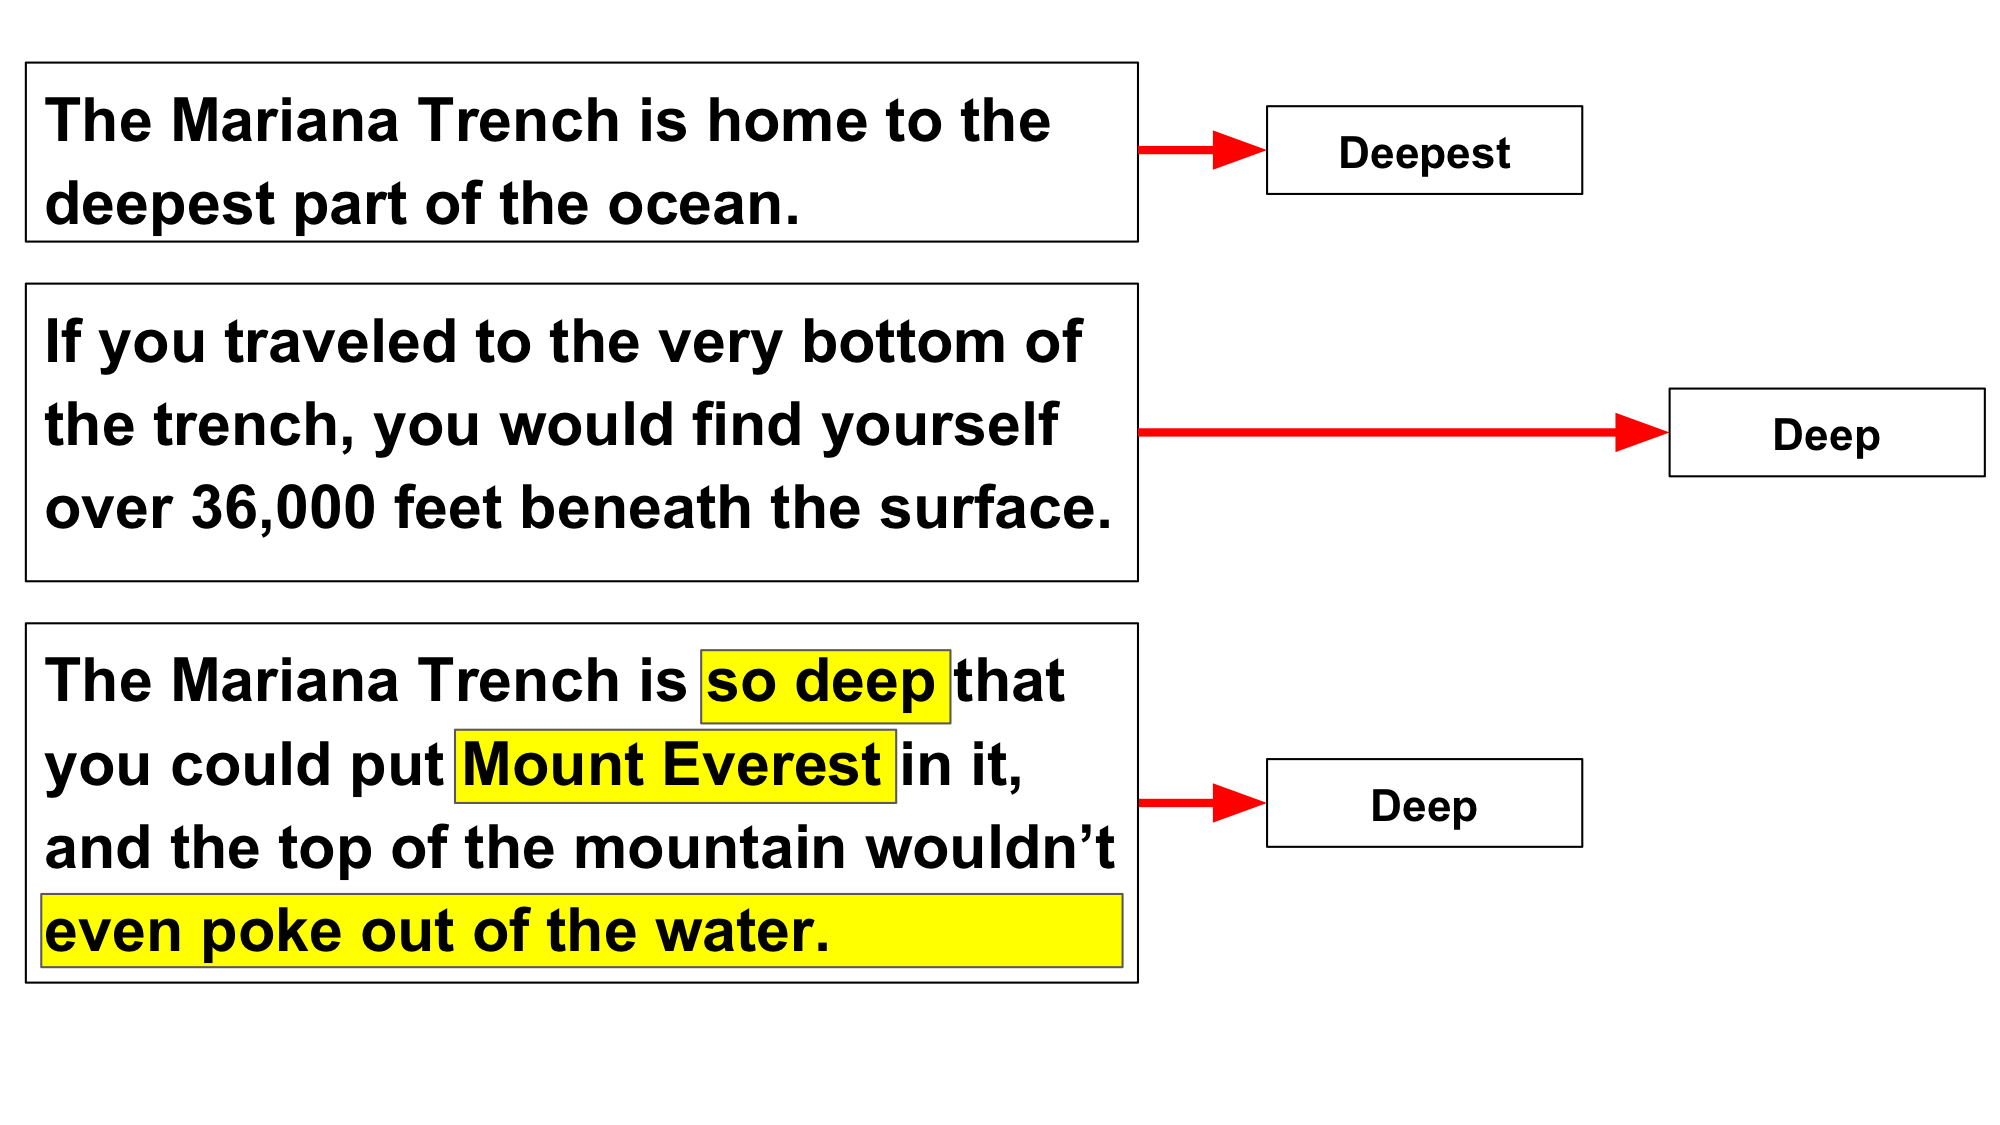 The Mariana Trench is home to the
deepest part of the ocean.
Deepest
If you traveled to the very bottom of
the trench, you would find yourself
over 36,000 feet beneath the surface.
Deep
The Mariana Trench is so deep that
you could put Mount Everest in it,
and the top of the mountain wouldn’t
even poke out of the water.
Deep